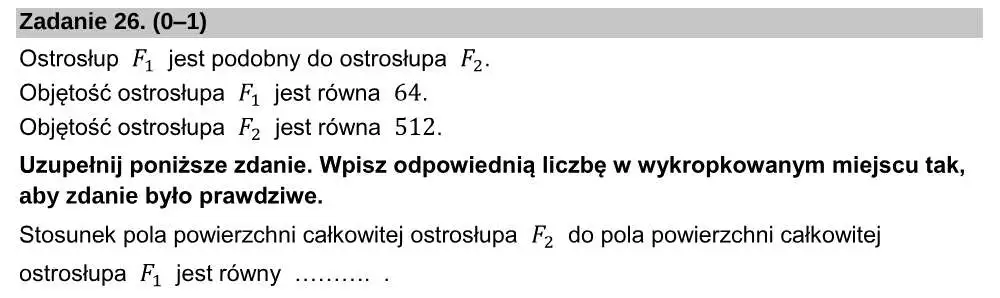 Zadanie 26. (0–1)
Ostrosłup F₁ jest podobny do ostrosłupa F₂.
Objętość ostrosłupa F₁ jest równa 64.
Objętość ostrosłupa F₂ jest równa 512.
Uzupełnij poniższe zdanie. Wpisz odpowiednią liczbę w wykropkowanym miejscu tak,
aby zdanie było prawdziwe.
Stosunek pola powierzchni całkowitej ostrosłupa F₂ do pola powierzchni całkowitej
ostrosłupa F₁ jest równy .......... .